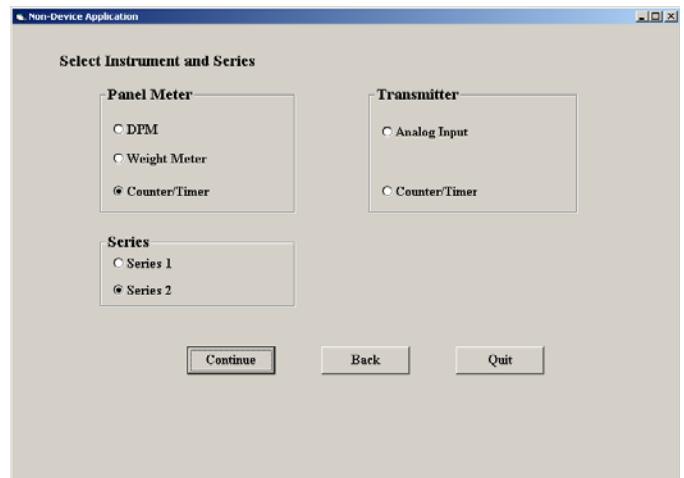 Non-Device Application
Select Instrument and Series
Panel Meter
DPM
Weight Meter
Counter/Timer
Transmitter
Analog Input
Counter/Timer
Series
Series 1
Series 2
Continue
Back
Quit